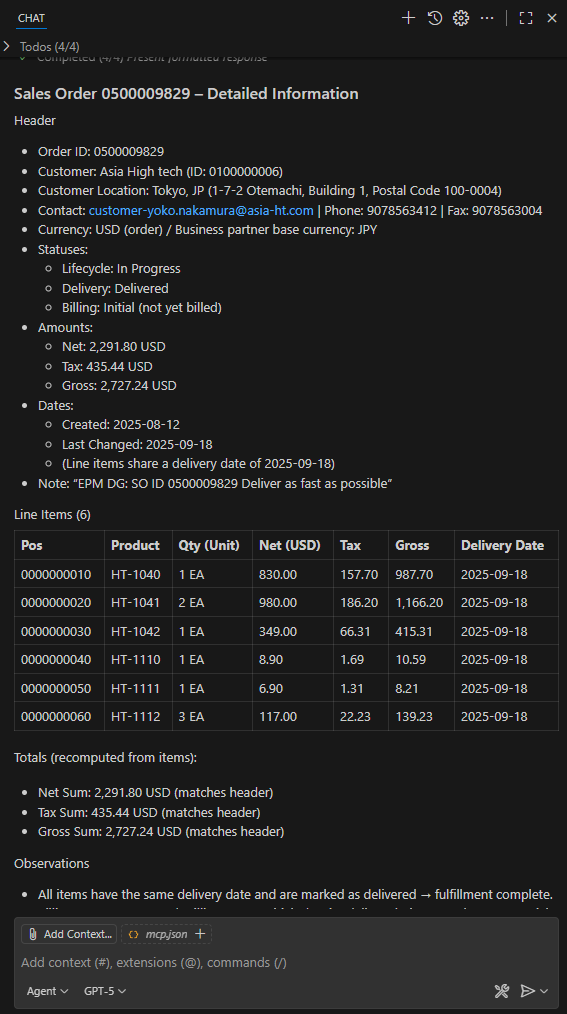 CHAT
Todos (4/4)
Completed (4/4) Present formatted response
Sales Order 0500009829 – Detailed Information
Header
Order ID: 0500009829
Customer: Asia High tech (ID: 0100000006)
Customer Location: Tokyo, JP (1-7-2 Otemachi, Building 1, Postal Code 100-0004)
Contact: customer-yoko.nakamura@asia-ht.com | Phone: 9078563412 | Fax: 9078563004
Currency: USD (order) / Business partner base currency: JPY
Statuses:
Lifecycle: In Progress
Delivery: Delivered
Billing: Initial (not yet billed)
Amounts:
Net: 2,291.80 USD
Tax: 435.44 USD
Gross: 2,727.24 USD
Dates:
Created: 2025-08-12
Last Changed: 2025-09-18
(Line items share a delivery date of 2025-09-18)
Note: “EPM DG: SO ID 0500009829 Deliver as fast as possible”
Line Items (6)
Pos Product Qty (Unit) Net (USD) Tax Gross Delivery Date
0000000010 HT-1040 1 EA 830.00 157.70 987.70 2025-09-18
0000000020 HT-1041 2 EA 980.00 186.20 1,166.20 2025-09-18
0000000030 HT-1042 1 EA 349.00 66.31 415.31 2025-09-18
0000000040 HT-1110 1 EA 8.90 1.69 10.59 2025-09-18
0000000050 HT-1111 1 EA 6.90 1.31 8.21 2025-09-18
0000000060 HT-1112 3 EA 117.00 22.23 139.23 2025-09-18
Totals (recomputed from items):
Net Sum: 2,291.80 USD (matches header)
Tax Sum: 435.44 USD (matches header)
Gross Sum: 2,727.24 USD (matches header)
Observations
All items have the same delivery date and are marked as delivered → fulfillment complete.
Add Context... {} mcp.json +
Add context (#), extensions (@), commands (/)
Agent GPT-5